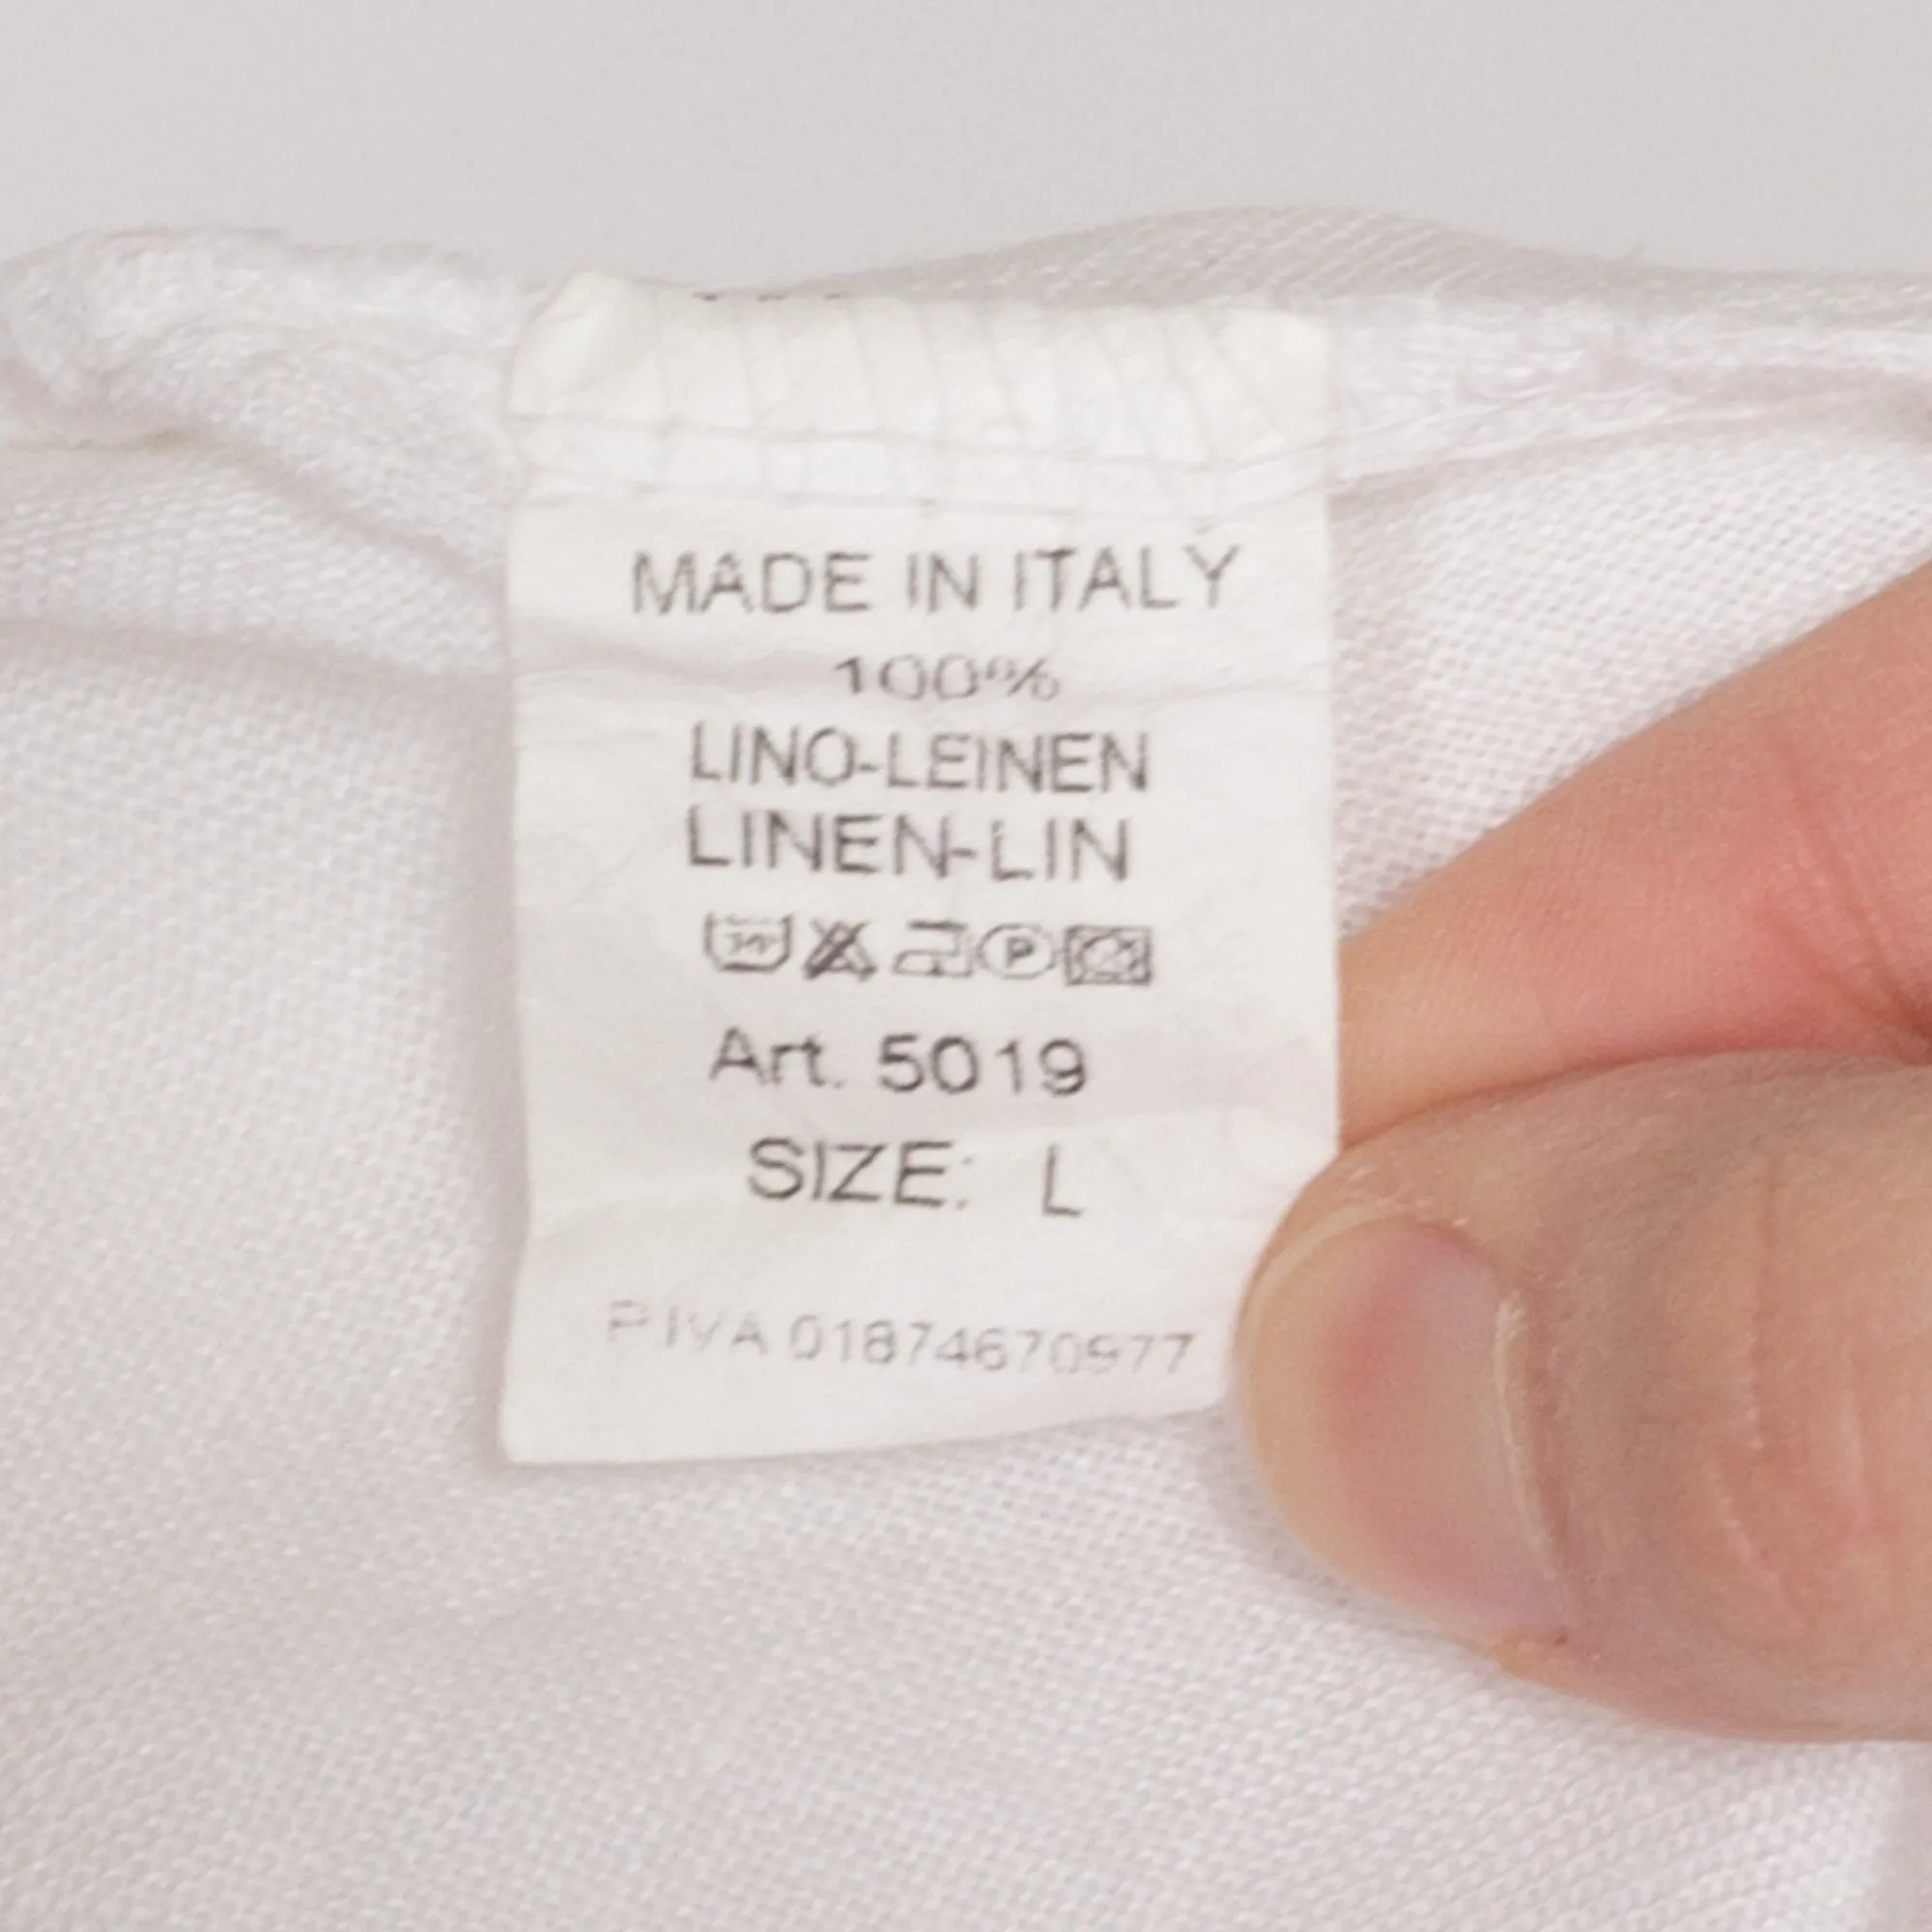 MADE IN ITALY
100%
LINO-LEINEN
LINEN-LIN
P
Art. 5019
SIZE: L
P.IVA 01874670977